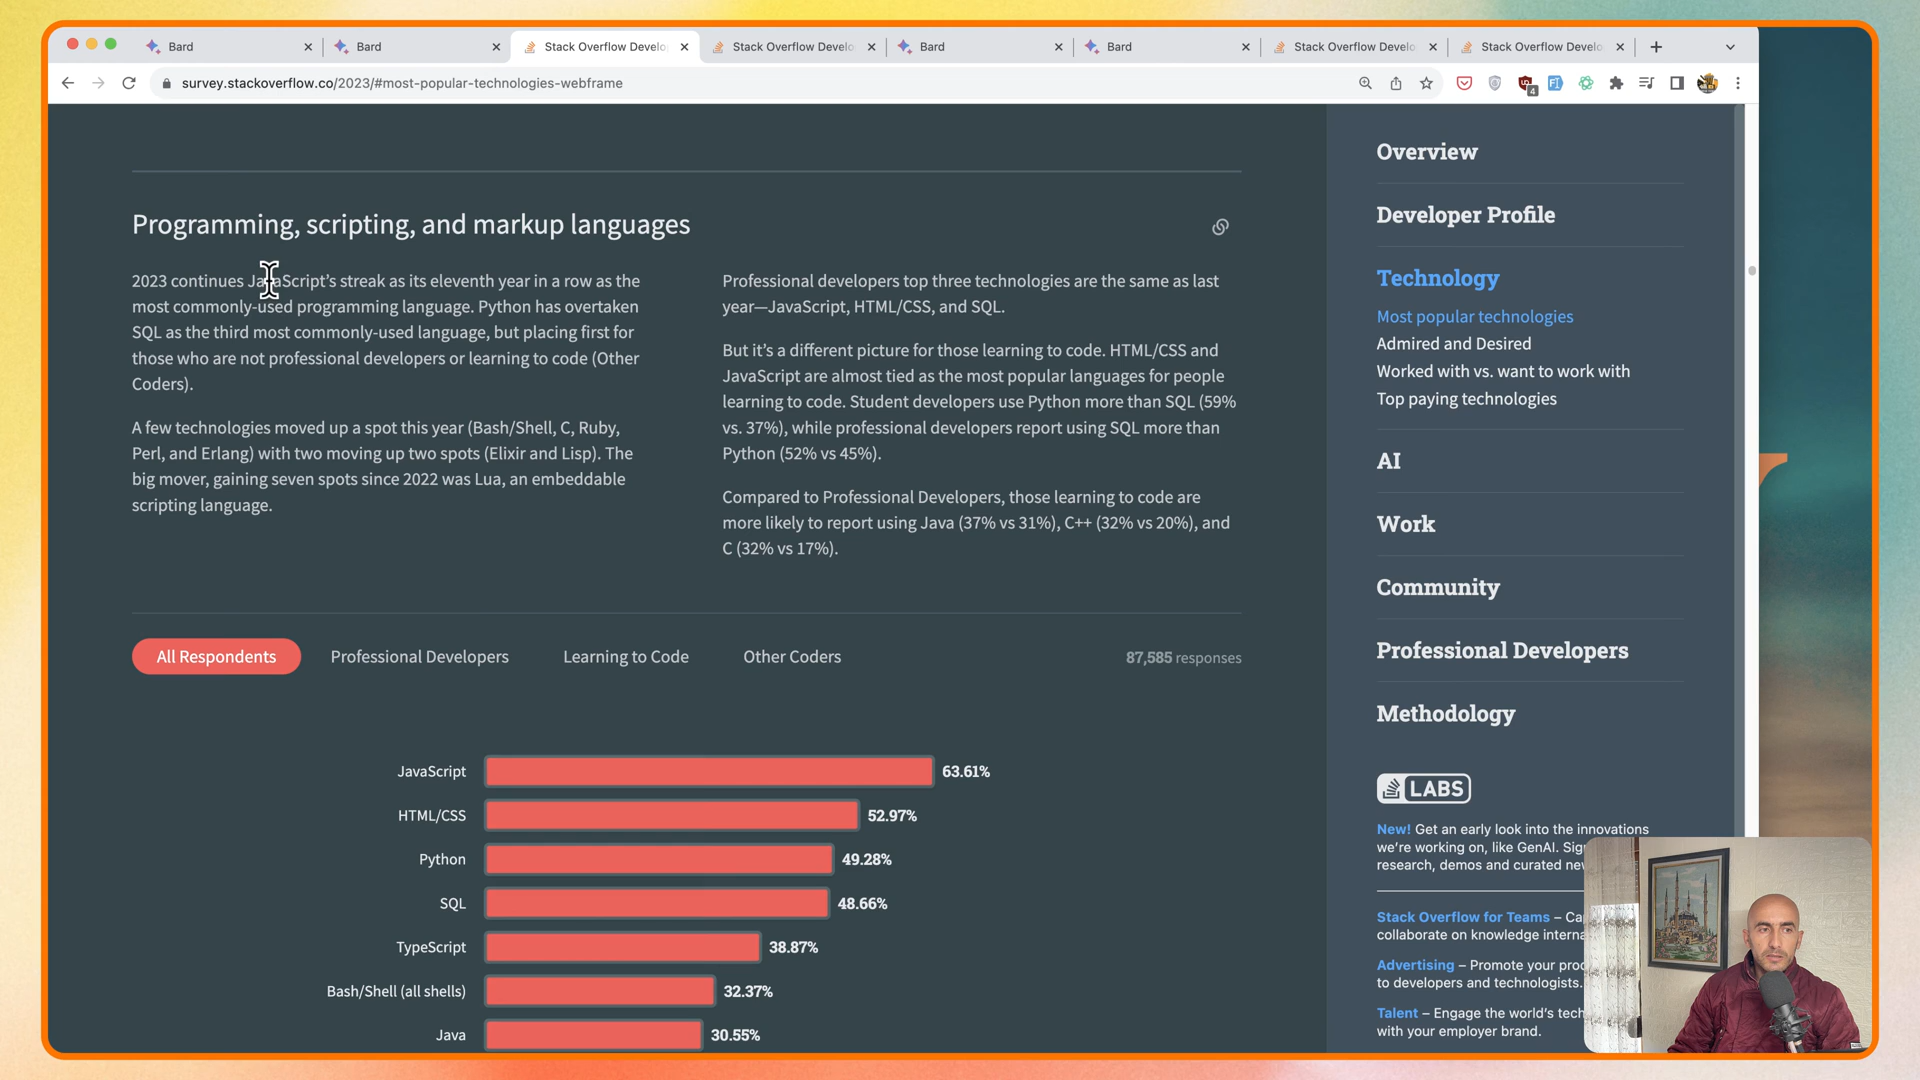 Bard
Bard
Stack Overflow Develo
Stack Overflow Develo
Bard
Bard
Stack Overflow Develo
Stack Overflow Develo
survey.stackoverflow.co/2023/#most-popular-technologies-webframe
4
Programming, scripting, and markup languages
2023 continues JavaScript's streak as its eleventh year in a row as the
most commonly-used programming language. Python has overtaken
SQL as the third most commonly-used language, but placing first for
those who are not professional developers or learning to code (Other
Coders).
A few technologies moved up a spot this year (Bash/Shell, C, Ruby,
Perl, and Erlang) with two moving up two spots (Elixir and Lisp). The
big mover, gaining seven spots since 2022 was Lua, an embeddable
scripting language.
Professional developers top three technologies are the same as last
year—JavaScript, HTML/CSS, and SQL.
But it's a different picture for those learning to code. HTML/CSS and
JavaScript are almost tied as the most popular languages for people
learning to code. Student developers use Python more than SQL (59%
vs. 37%), while professional developers report using SQL more than
Python (52% vs 45%).
Compared to Professional Developers, those learning to code are
more likely to report using Java (37% vs 31%), C++ (32% vs 20%), and
C (32% vs 17%).
All Respondents
Professional Developers
Learning to Code
Other Coders
87,585 responses
JavaScript 63.61%
HTML/CSS 52.97%
Python 49.28%
SQL 48.66%
TypeScript 38.87%
Bash/Shell (all shells) 32.37%
Java 30.55%
Overview
Developer Profile
Technology
Most popular technologies
Admired and Desired
Worked with vs. want to work with
Top paying technologies
AI
Work
Community
Professional Developers
Methodology
LABS
New! Get an early look into the innovations
we're working on, like GenAI. Sig
research, demos and curated ne
Stack Overflow for Teams – Ca
collaborate on knowledge interna
Advertising – Promote your proc
to developers and technologists.
Talent – Engage the world's tech
with your employer brand.